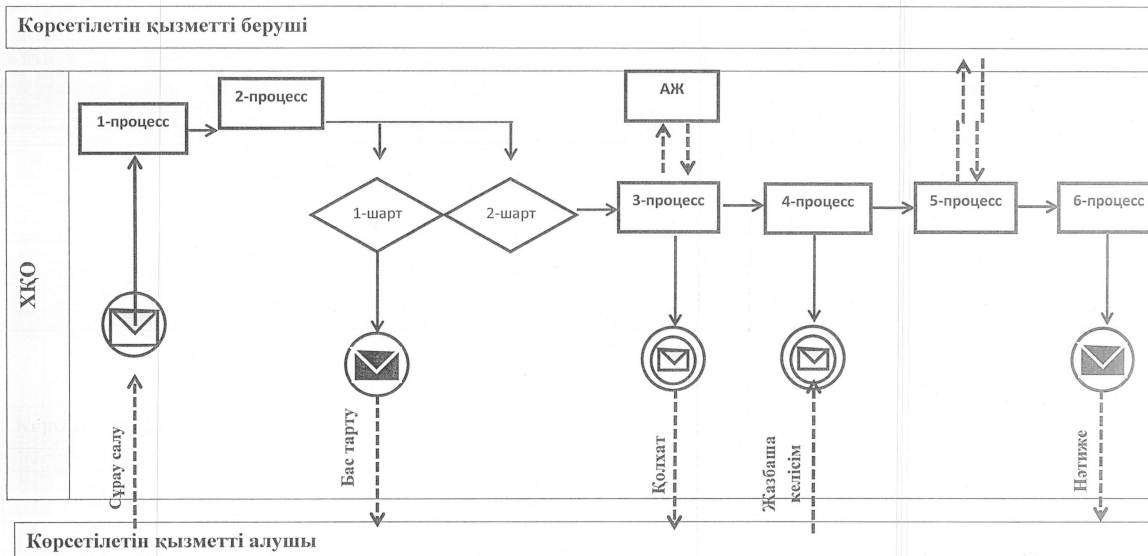 Көрсетілетін қызметті беруші
ХҚО
1-процесс
2-процесс
АЖ
1-шарт
2-шарт
3-процесс
4-процесс
5-процесс
6-процесс
Сұрау салу
Бас тарту
Қолхат
Жазбаша
келісім
Нәтиже
Көрсетілетін қызметті алушы